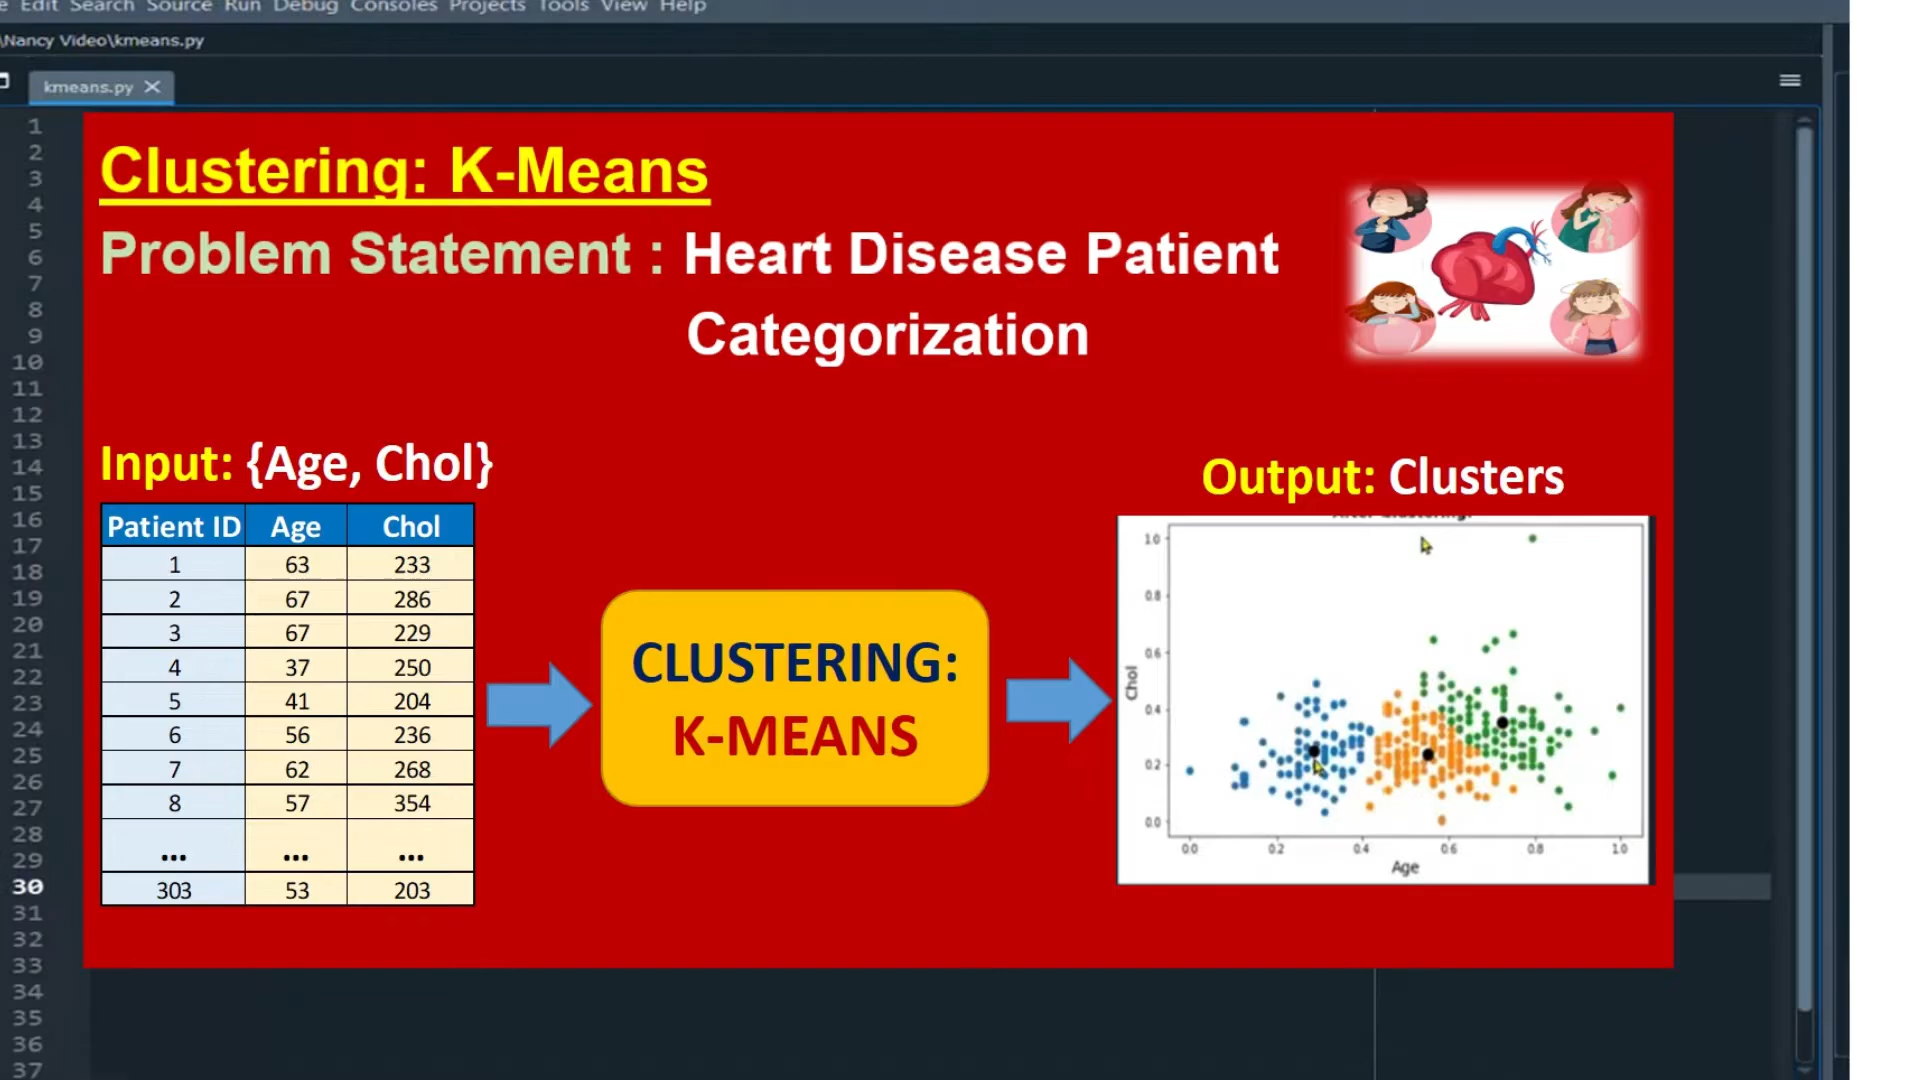 Edit Search Source Run Debug Consoles Projects Tools View Help
\Nancy Video\kmeans.py
kmeans.py
1
2
3
4
5
6
7
8
9
10
11
12
13
14
15
16
17
18
19
20
21
22
23
24
25
26
27
28
29
30
31
32
33
34
35
36
37
Clustering: K-Means
Problem Statement : Heart Disease Patient
Categorization
Input: {Age, Chol}
Patient ID Age Chol
1 63 233
2 67 286
3 67 229
4 37 250
5 41 204
6 56 236
7 62 268
8 57 354
... ... ...
303 53 203
CLUSTERING:
K-MEANS
Output: Clusters
1.0
0.8
0.6
0.4
0.2
0.0
Chol
0.0 0.2 0.4 0.6 0.8 1.0
Age